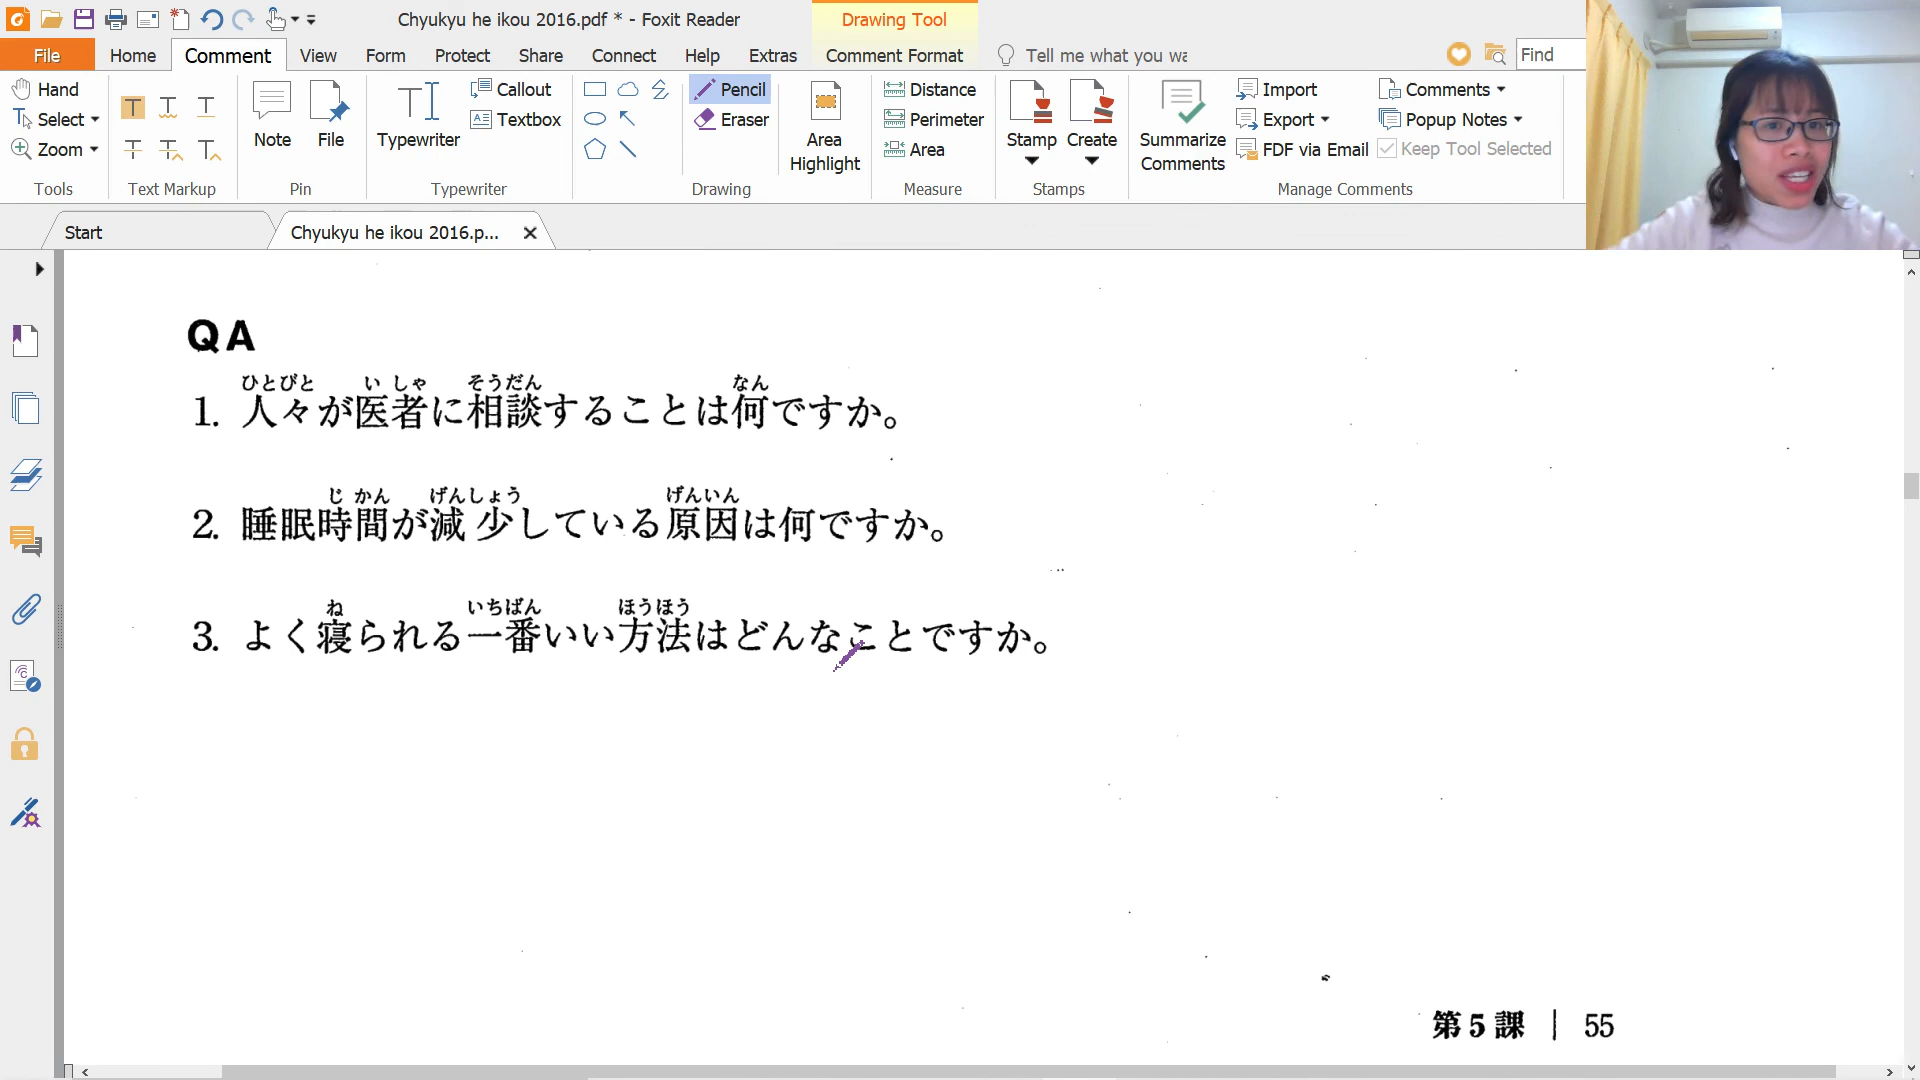 Chyukyu he ikou 2016.pdf * - Foxit Reader
Drawing Tool
File Home Comment View Form Protect Share Connect Help Extras Comment Format Tell me what you wa Find
Hand
Select
Zoom
Tools
Text Markup
Note
File
Pin
Typewriter
Callout
Textbox
Typewriter
Pencil
Eraser
Drawing
Area Highlight
Distance
Perimeter
Area
Measure
Stamp
Create
Stamps
Summarize Comments
Import
Export
FDF via Email
Comments
Popup Notes
Keep Tool Selected
Manage Comments
Start
Chyukyu he ikou 2016.p...
QA
ひとびと いしゃ そうだん なん
1. 人々が医者に相談することは何ですか。
じかん げんしょう げんいん
2. 睡眠時間が減少している原因は何ですか。
ね いちばん ほうほう
3. よく寝られる一番いい方法はどんなことですか。
第5課 | 55